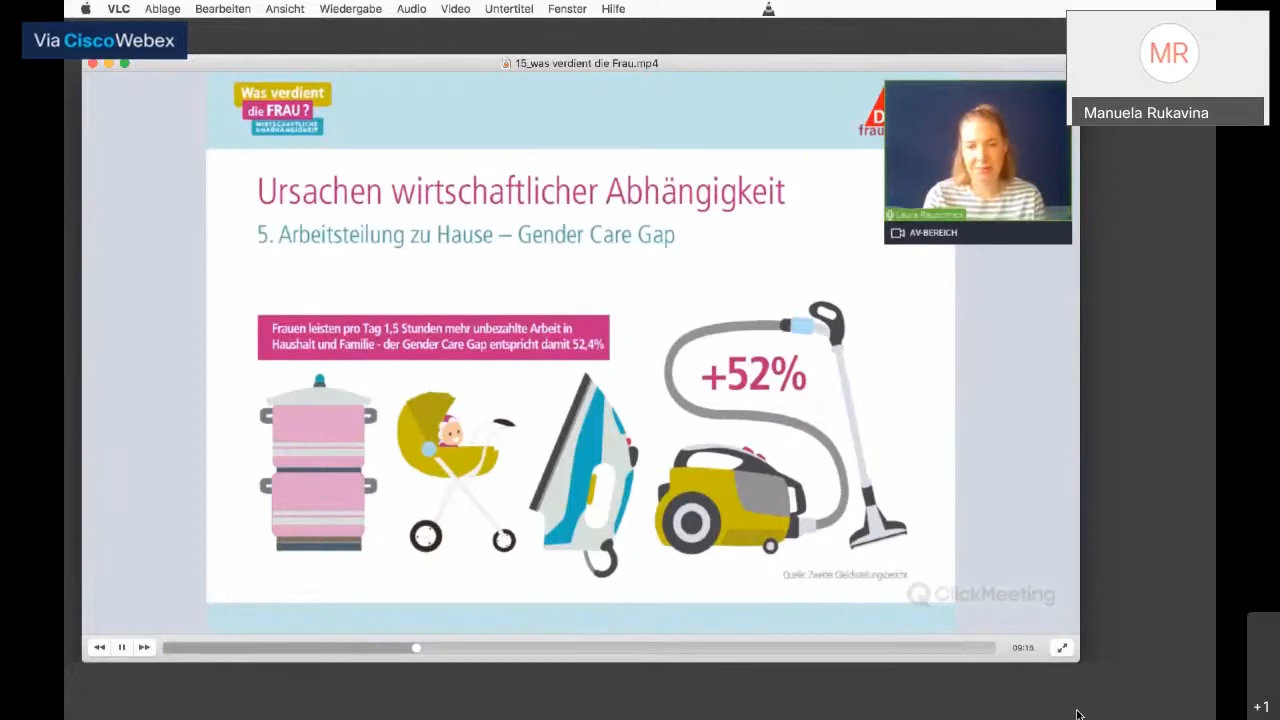 VLC Ablage Bearbeiten Ansicht Wiedergabe Audio Video Untertitel Fenster Hilfe
Via CiscoWebex
15_was verdient die Frau.mp4
MR
Manuela Rukavina
Was verdient
die FRAU?
WIRTSCHAFTLICHE
UNABHÄNGIGKEIT
D
frau
Ursachen wirtschaftlicher Abhängigkeit
5. Arbeitsteilung zu Hause – Gender Care Gap
AV-BEREICH
Frauen leisten pro Tag 1,5 Stunden mehr unbezahlte Arbeit in
Haushalt und Familie - der Gender Care Gap entspricht damit 52,4%
+52%
Quelle: Zweiter Gleichstellungsbericht
ClickMeeting
09:16
+1